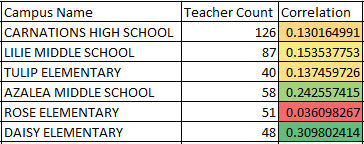 Campus Name Teacher Count Correlation
CARNATIONS HIGH SCHOOL 126 0.130164991
LILIE MIDDLE SCHOOL 87 0.153537753
TULIP ELEMENTARY 40 0.137459726
AZALEA MIDDLE SCHOOL 58 0.242557415
ROSE ELEMENTARY 51 0.036098267
DAISY ELEMENTARY 48 0.309802414